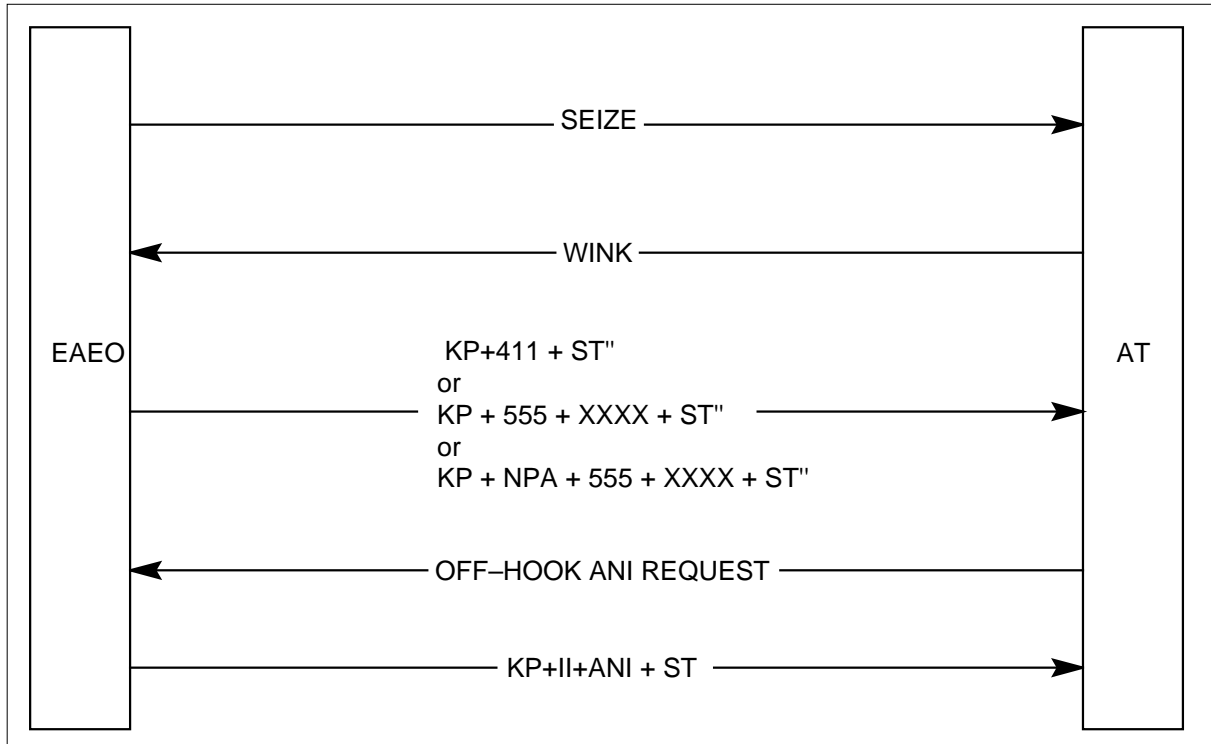 SEIZE
WINK
EAEO
AT
KP+411 + ST"
or
KP + 555 + XXXX + ST"
or
KP + NPA + 555 + XXXX + ST"
OFF–HOOK ANI REQUEST
KP+II+ANI + ST